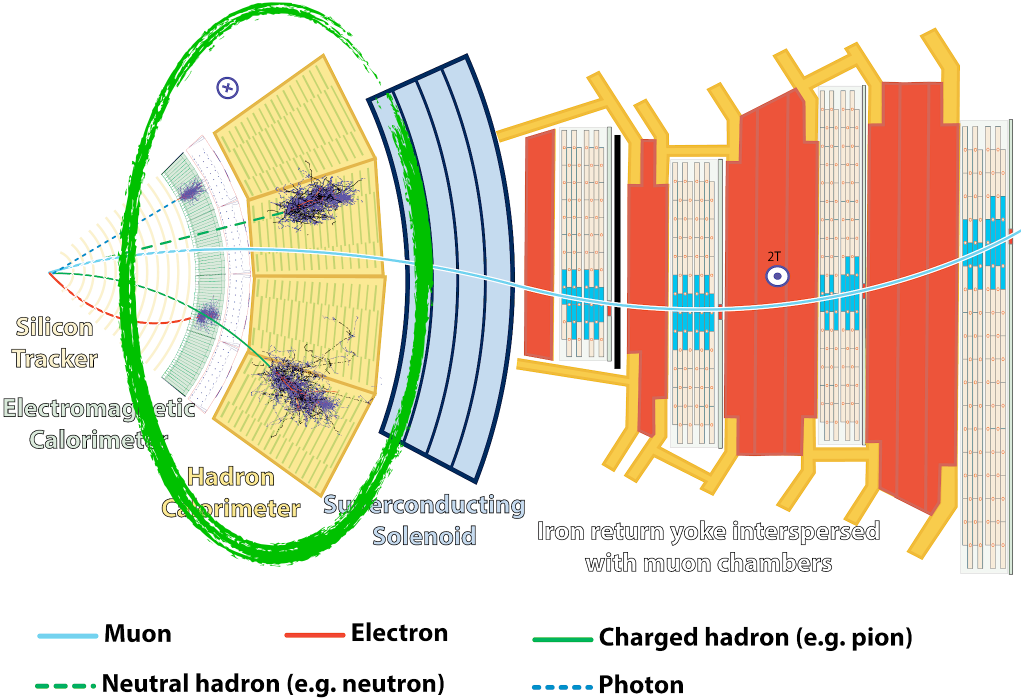 2T
Silicon
Tracker
Electromagnetic
Calorimeter
Hadron
Calorimeter
Superconducting
Solenoid
Iron return yoke interspersed
with muon chambers
Muon
Electron
Charged hadron (e.g. pion)
Neutral hadron (e.g. neutron)
Photon